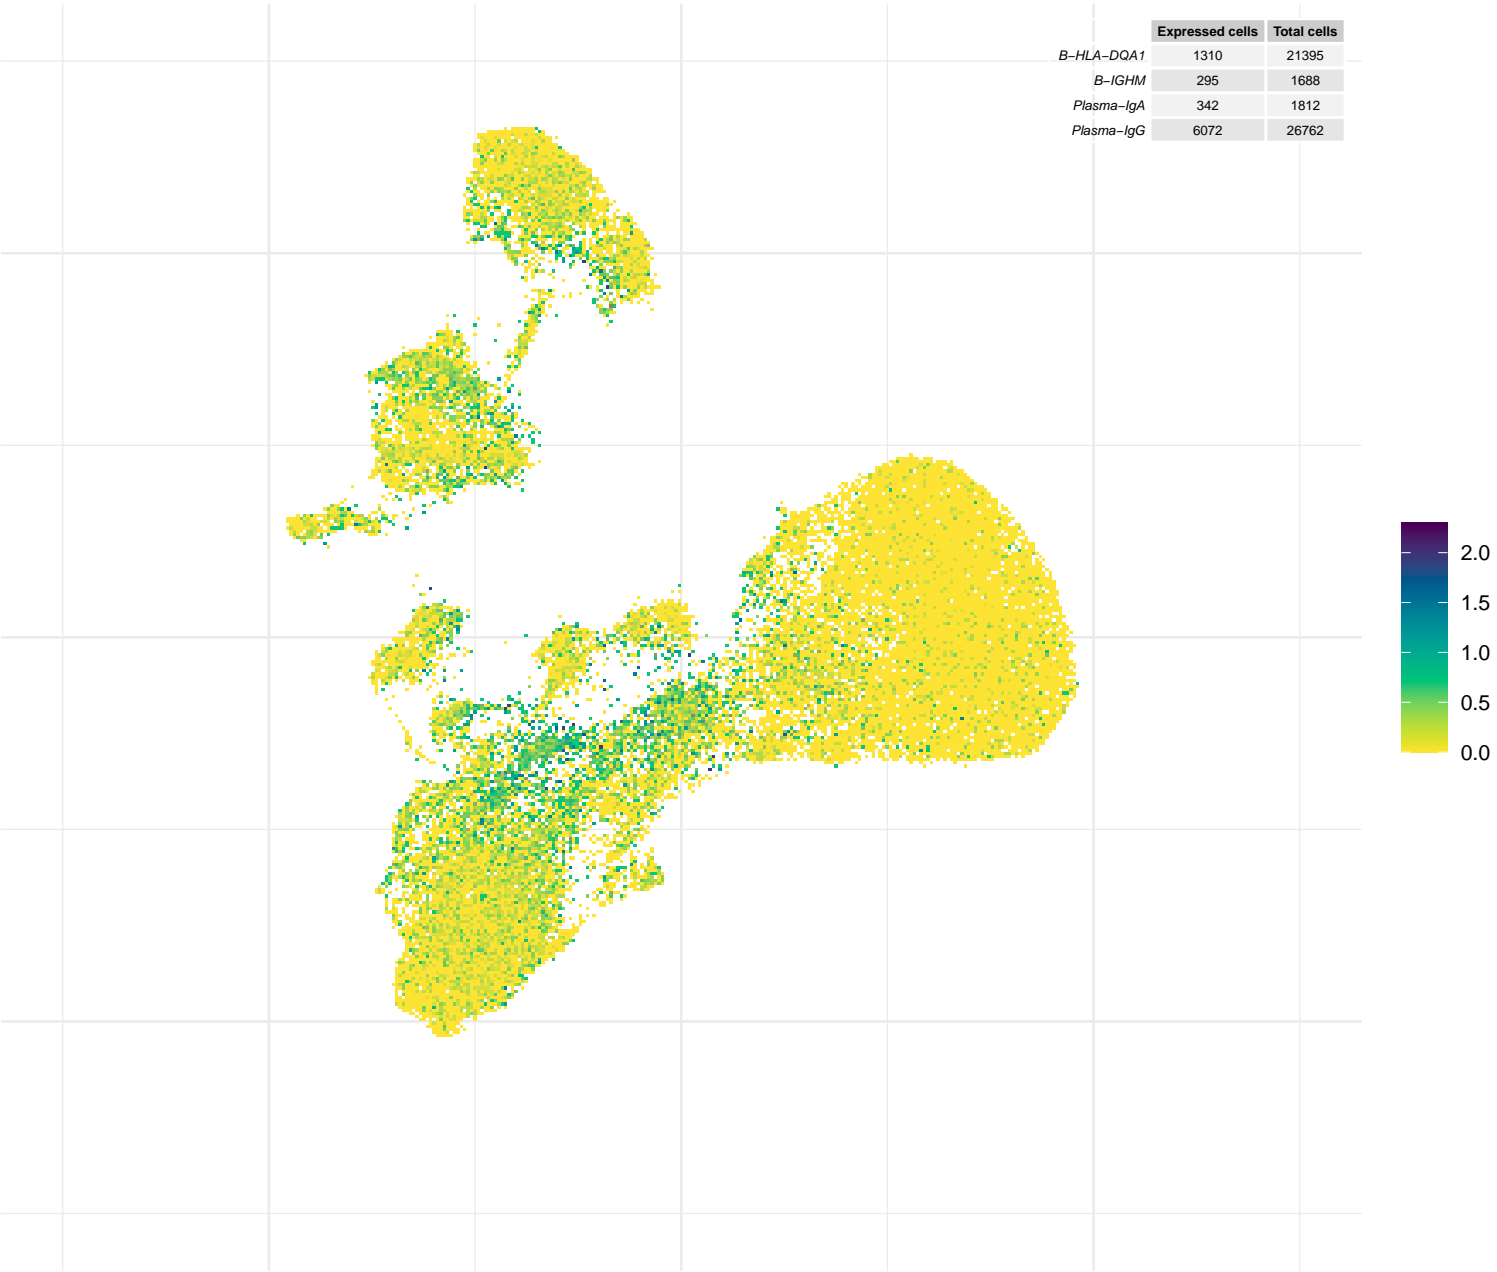 Expressed cells Total cells
B−HLA−DQA1 1310 21395
B−IGHM 295 1688
Plasma−IgA 342 1812
Plasma−IgG 6072 26762
2.0
1.5
1.0
0.5
0.0